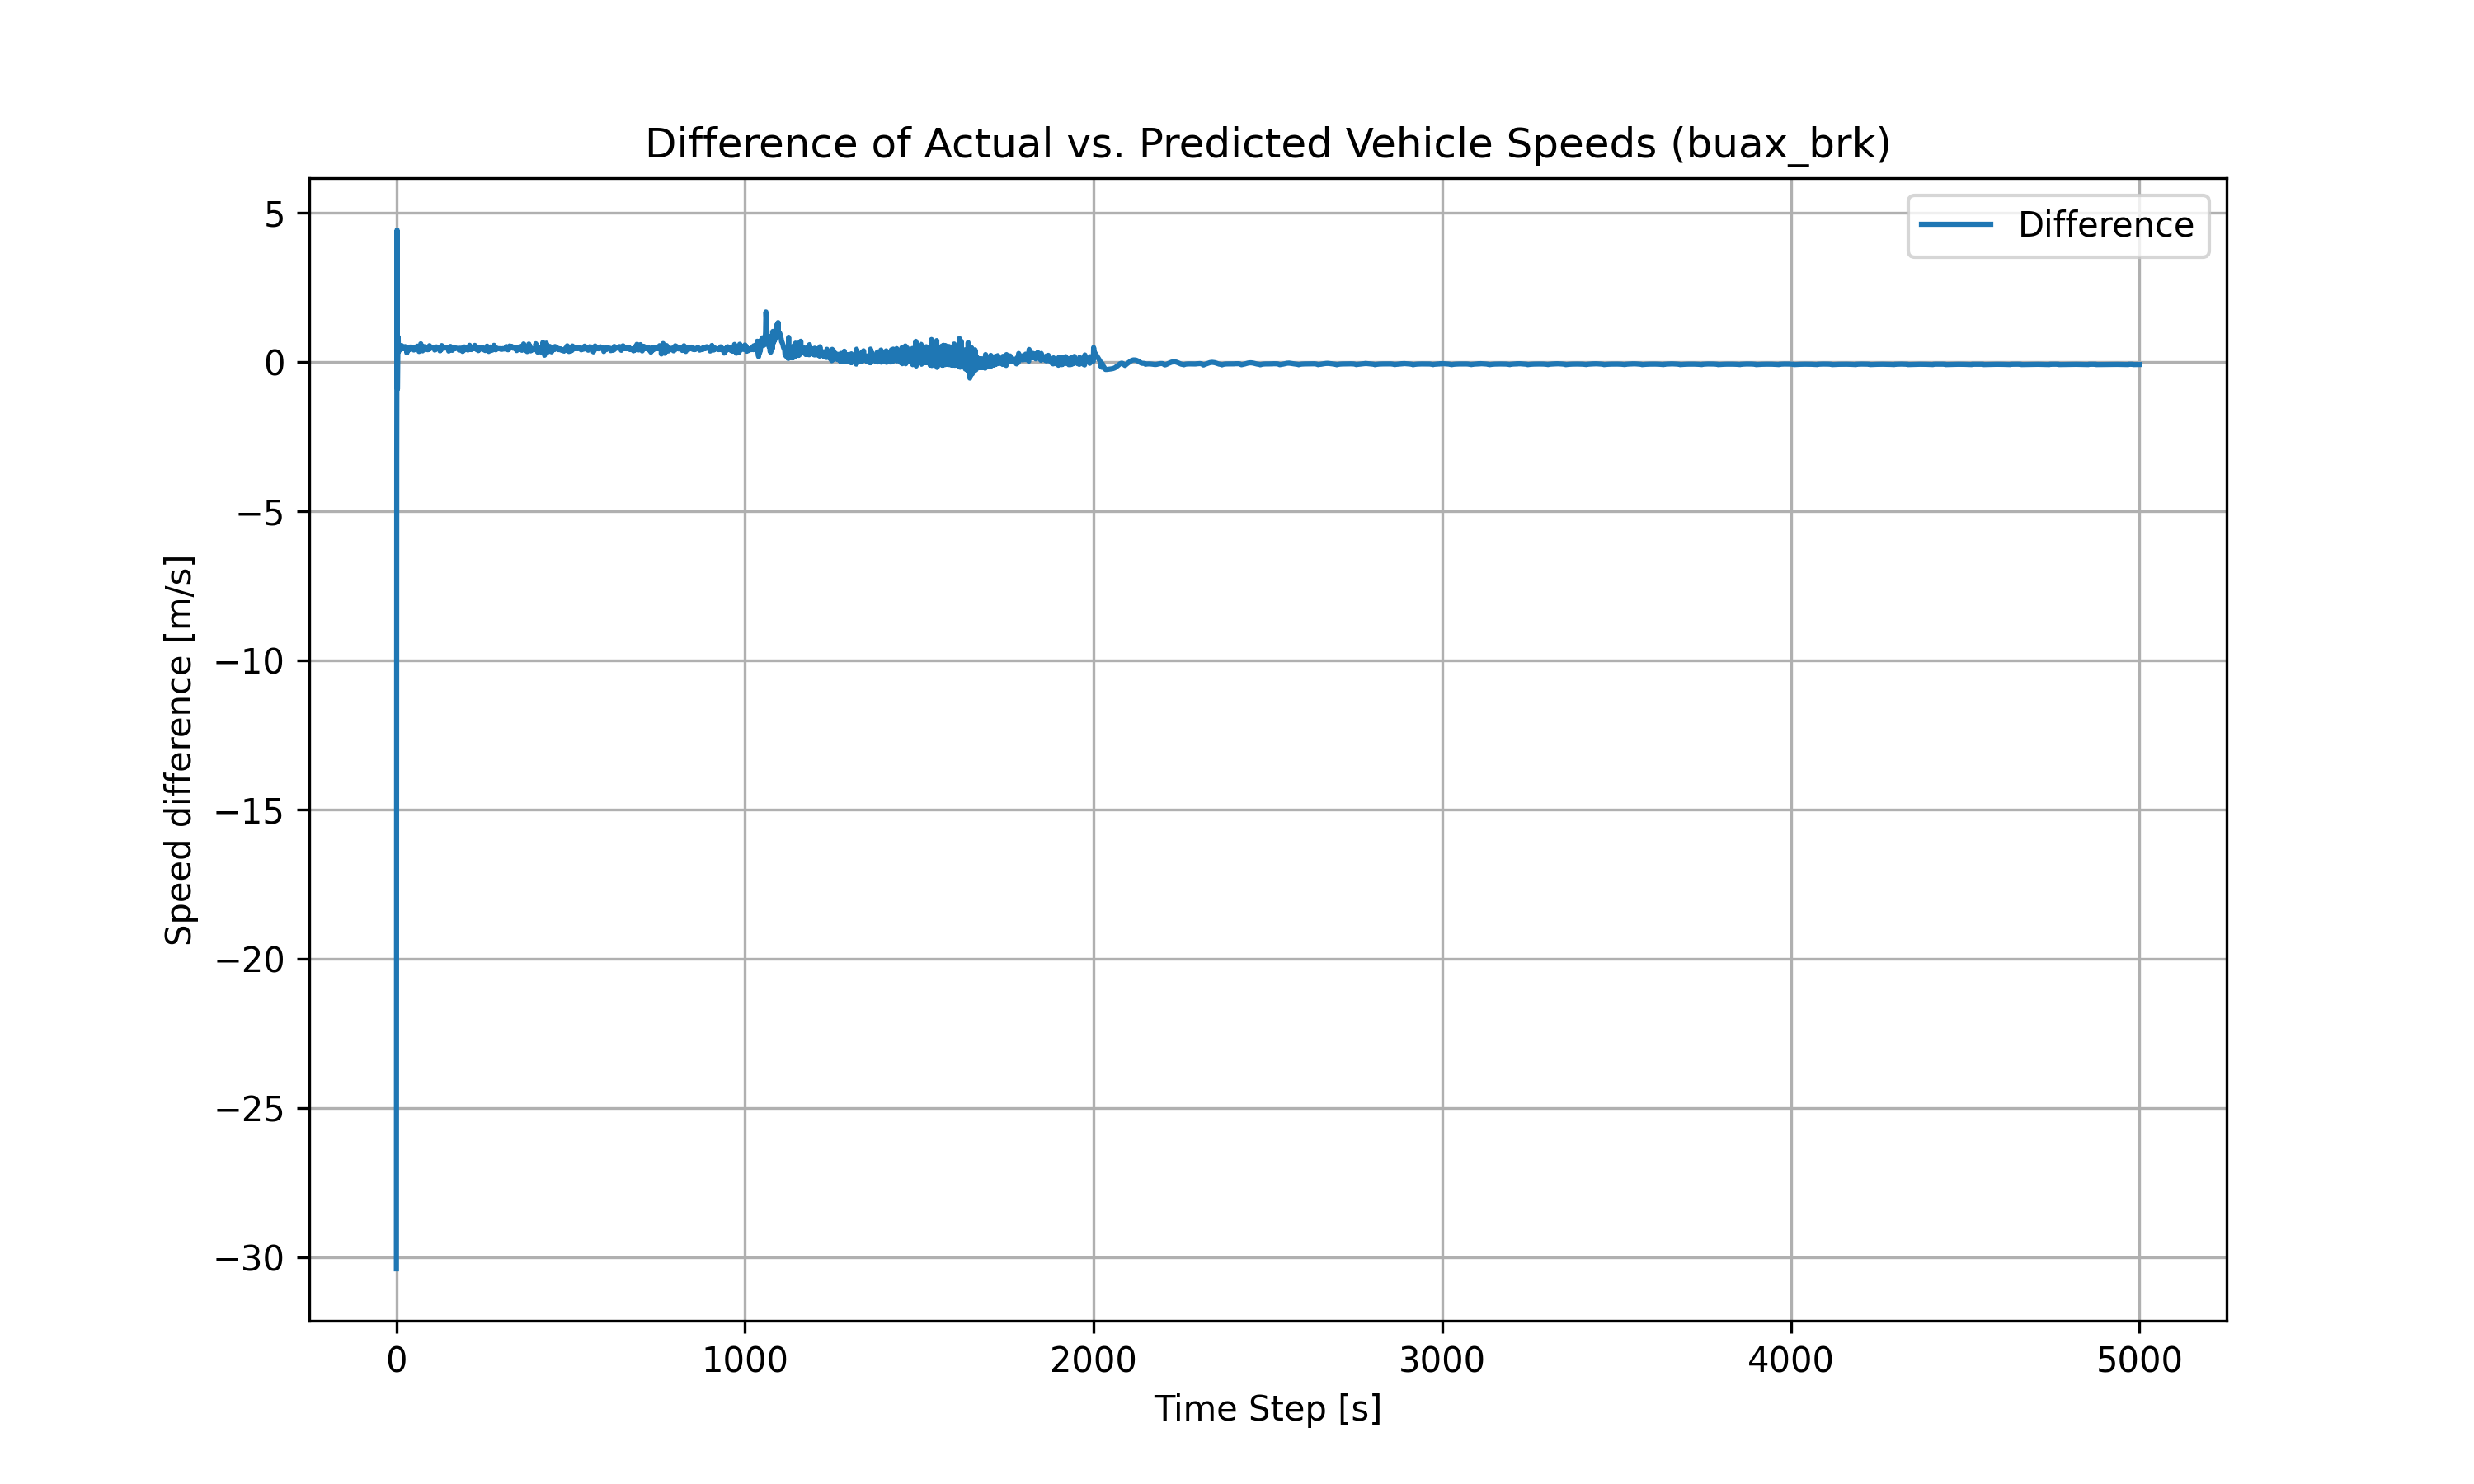 Difference of Actual vs. Predicted Vehicle Speeds (buax_brk)
Difference
5
0
−5
−10
−15
−20
−25
−30
Speed difference [m/s]
0 1000 2000 3000 4000 5000
Time Step [s]